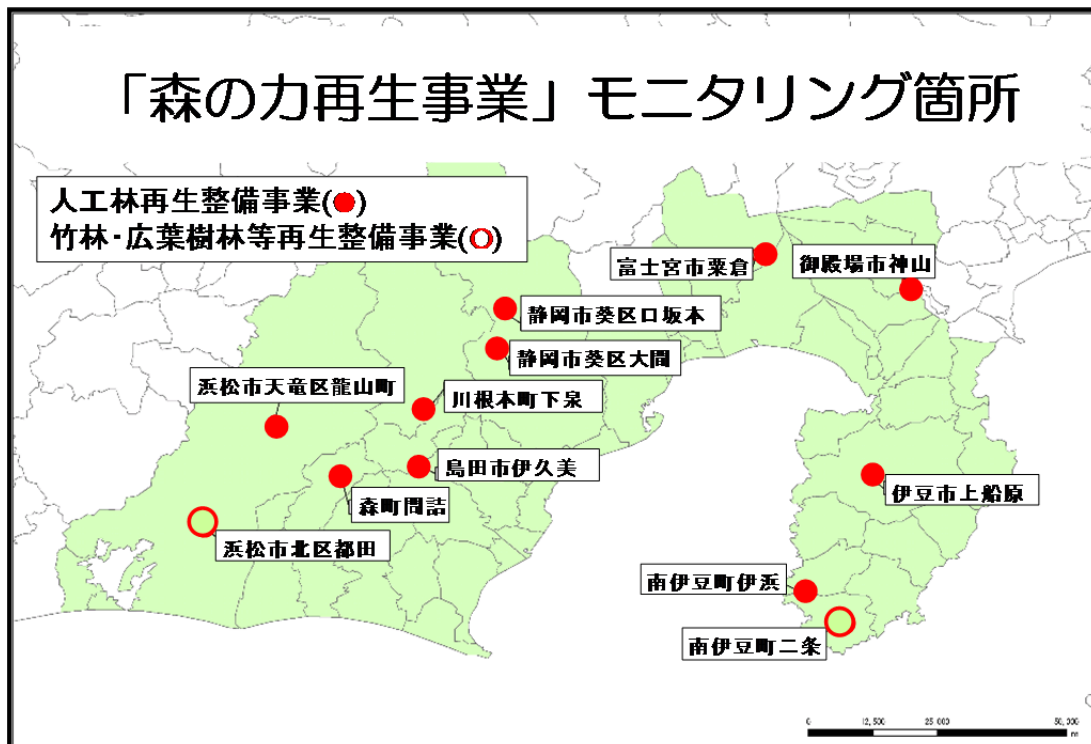 「森の力再生事業」モニタリング箇所
人工林再生整備事業(●)
竹林・広葉樹林等再生整備事業(○)
富士宮市粟倉
御殿場市神山
静岡市葵区口坂本
静岡市葵区大間
浜松市天竜区龍山町
川根本町下泉
島田市伊久美
森町問詰
浜松市北区都田
伊豆市上船原
南伊豆町伊浜
南伊豆町二条
0 12,500 25,000 50,000
m